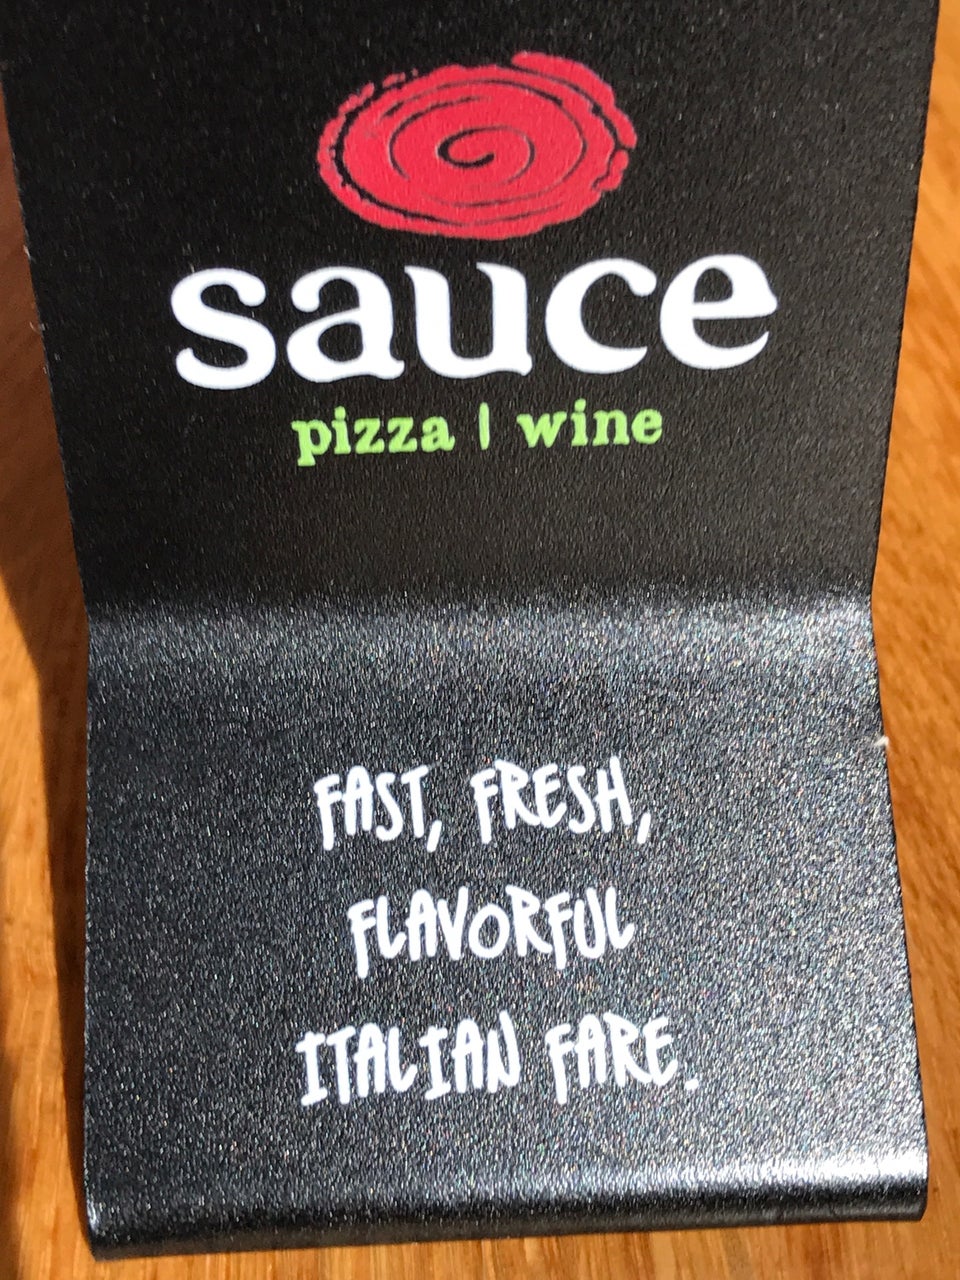 sauce
pizza | wine
FAST, FRESH,
FLAVORFUL
ITALIAN FARE.